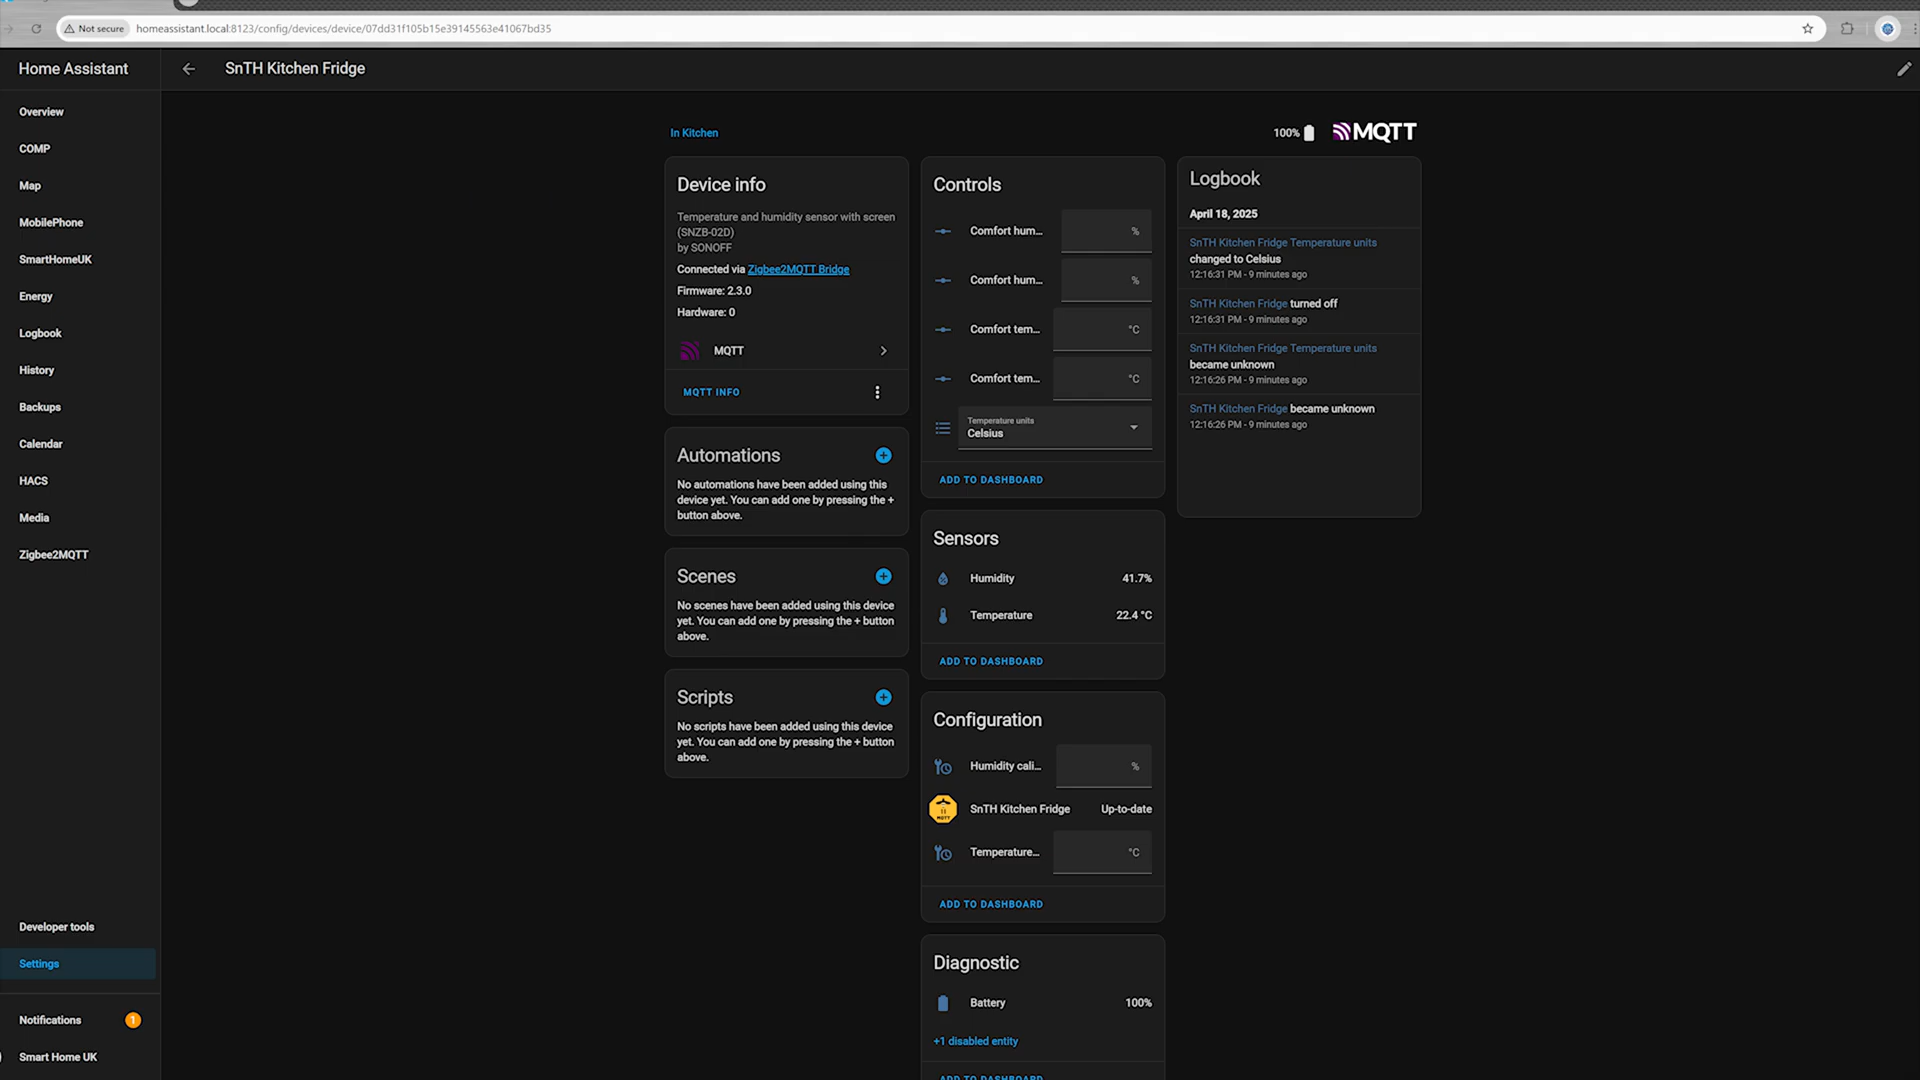 Not secure
homeassistant.local:8123/config/devices/device/07dd31f105b15e39145563e41067bd35
Home Assistant
SnTH Kitchen Fridge
Overview
COMP
Map
MobilePhone
SmartHomeUK
Energy
Logbook
History
Backups
Calendar
HACS
Media
Zigbee2MQTT
Developer tools
Settings
Notifications
1
Smart Home UK
In Kitchen
100%
MQTT
Device info
Temperature and humidity sensor with screen
(SNZB-02D)
by SONOFF
Connected via Zigbee2MQTT Bridge
Firmware: 2.3.0
Hardware: 0
MQTT
MQTT INFO
Automations
No automations have been added using this
device yet. You can add one by pressing the +
button above.
Scenes
No scenes have been added using this device
yet. You can add one by pressing the + button
above.
Scripts
No scripts have been added using this device
yet. You can add one by pressing the + button
above.
Controls
Comfort hum...
%
Comfort hum...
%
Comfort tem...
°C
Comfort tem...
°C
Temperature units
Celsius
ADD TO DASHBOARD
Sensors
Humidity
41.7%
Temperature
22.4 °C
ADD TO DASHBOARD
Configuration
Humidity cali...
%
MQTT
SnTH Kitchen Fridge
Up-to-date
Temperature...
°C
ADD TO DASHBOARD
Diagnostic
Battery
100%
+1 disabled entity
ADD TO DASHBOARD
Logbook
April 18, 2025
SnTH Kitchen Fridge Temperature units
changed to Celsius
12:16:31 PM - 9 minutes ago
SnTH Kitchen Fridge turned off
12:16:31 PM - 9 minutes ago
SnTH Kitchen Fridge Temperature units
became unknown
12:16:26 PM - 9 minutes ago
SnTH Kitchen Fridge became unknown
12:16:26 PM - 9 minutes ago